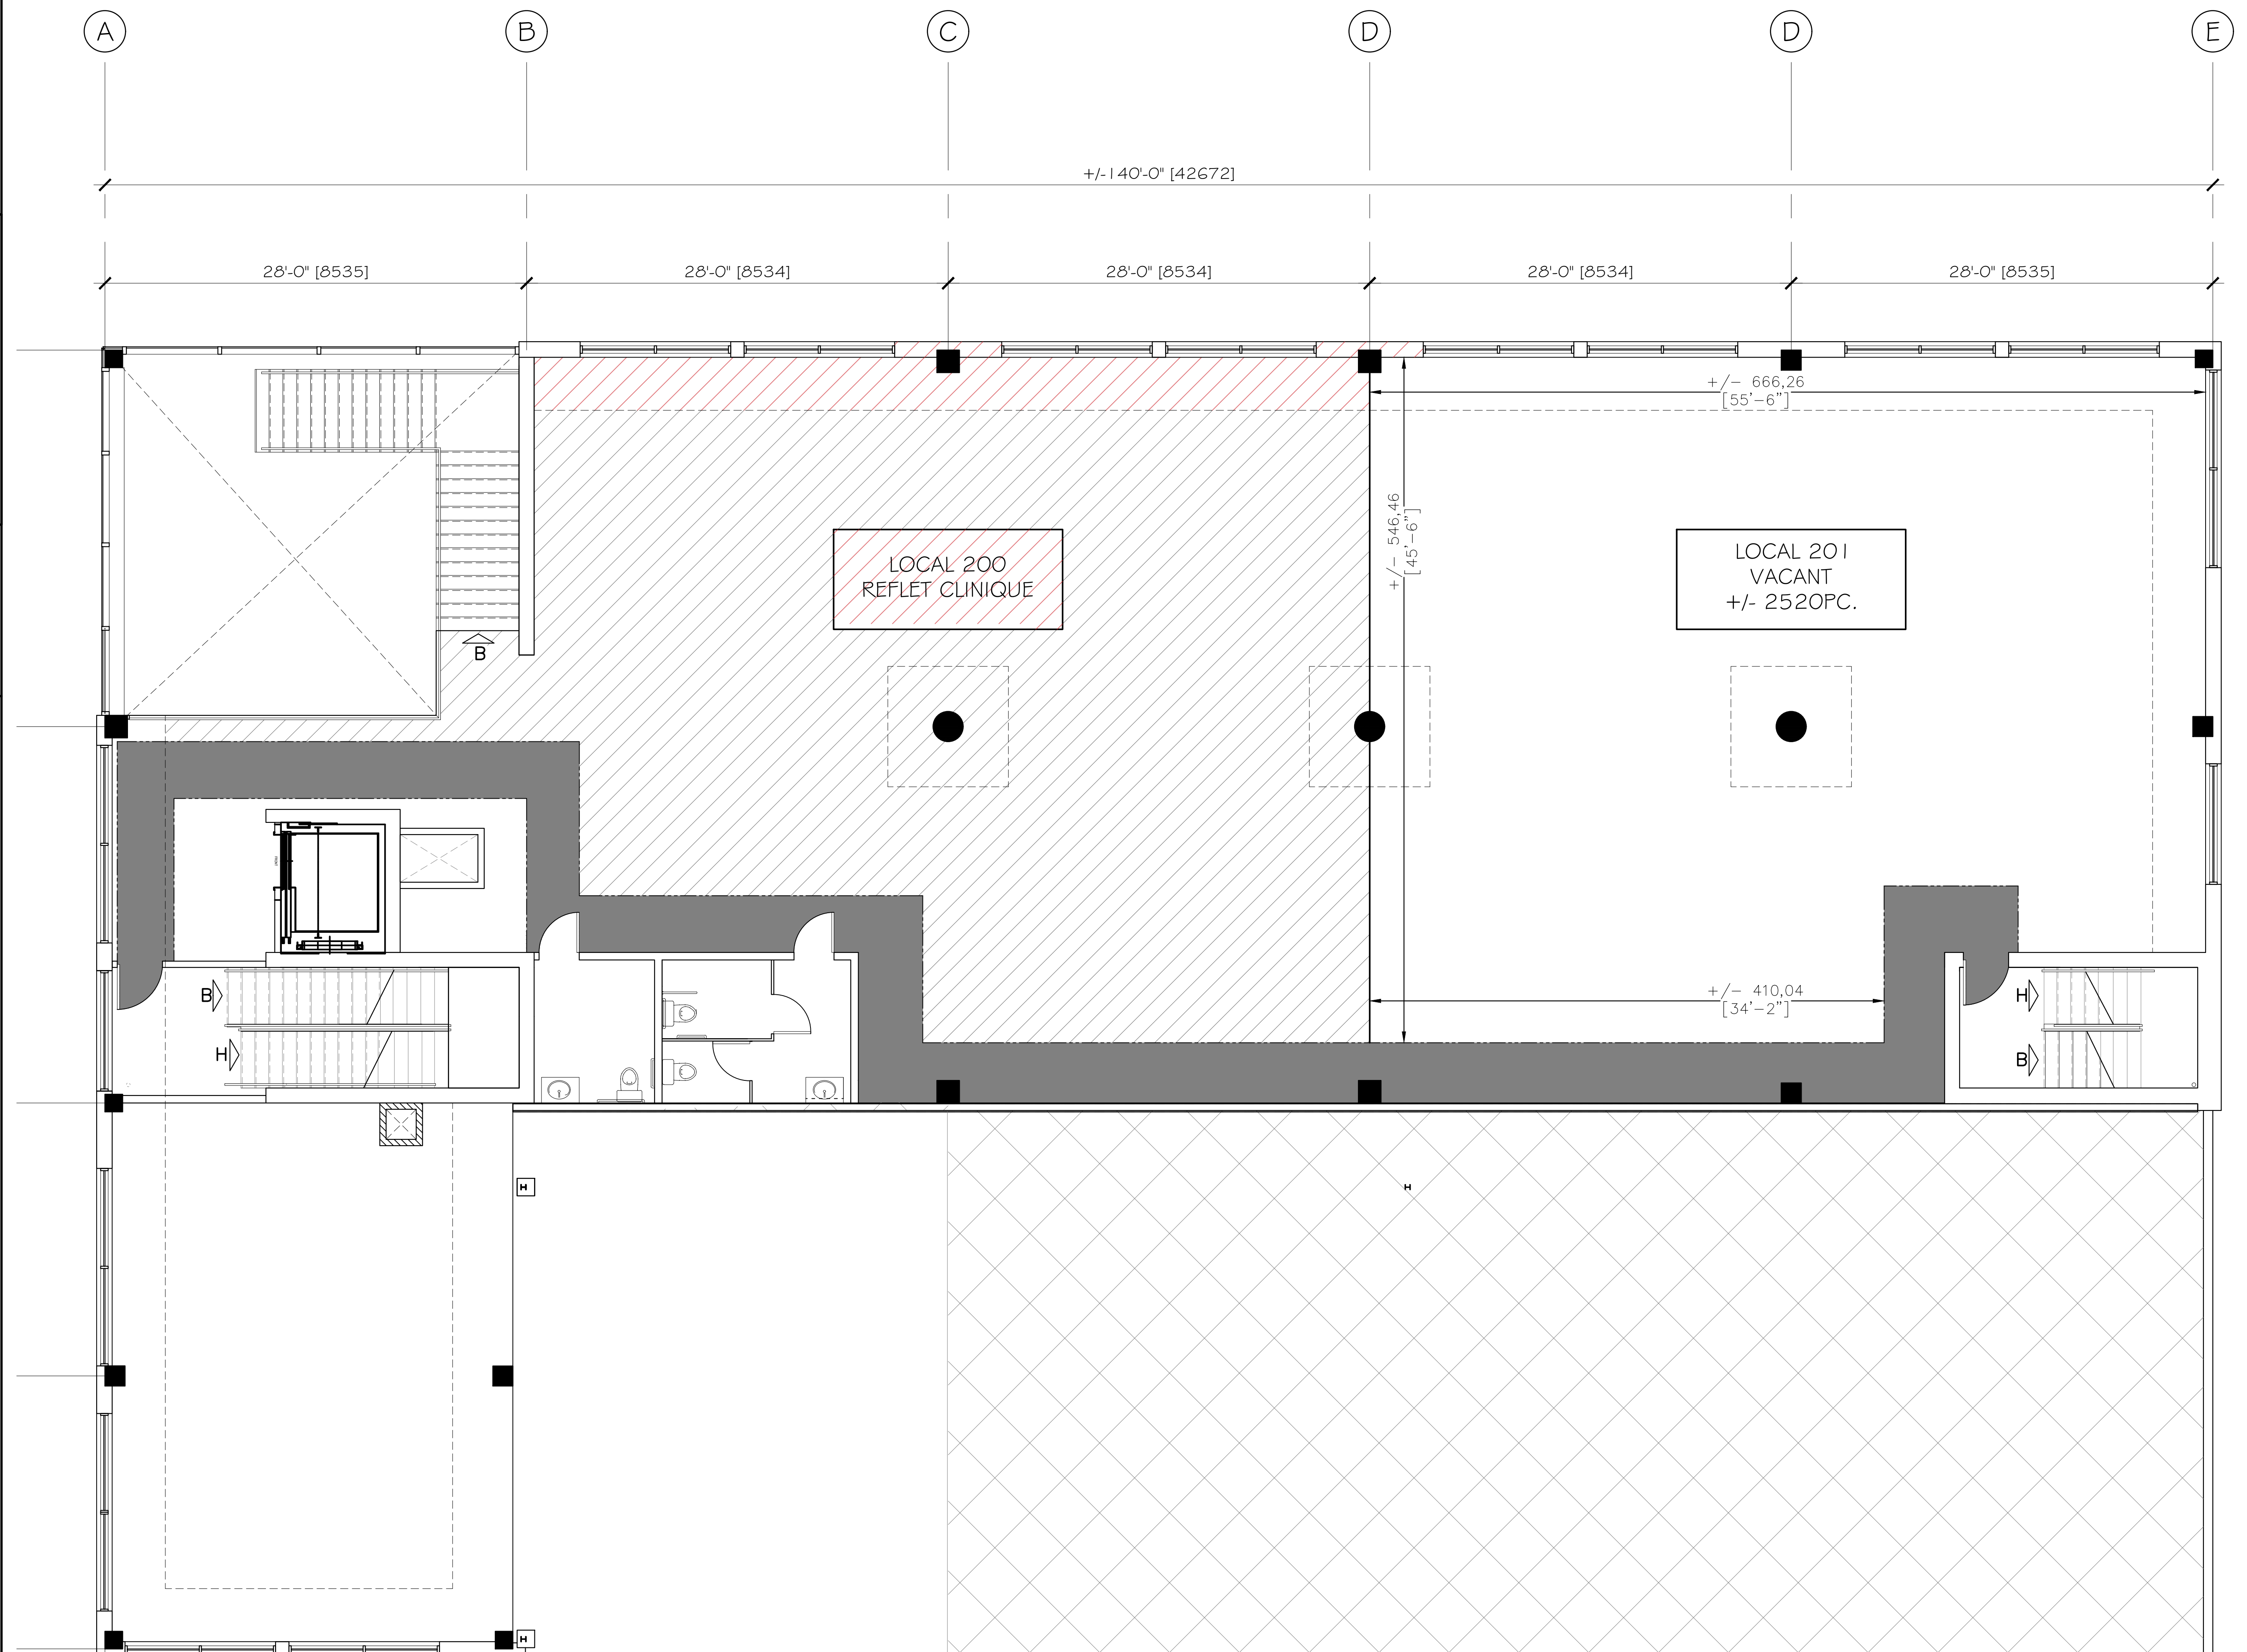 A
B
C
D
D
E
+/-140'-0" [42672]
28'-0" [8535]
28'-0" [8534]
28'-0" [8534]
28'-0" [8534]
28'-0" [8535]
+/- 666,26
[55'-6"]
+/- 546,46
[45'-6"]
LOCAL 200
REFLET CLINIQUE
LOCAL 201
VACANT
+/- 2520PC.
B
+/- 410,04
[34'-2"]
B
H
H
B
H
H
H